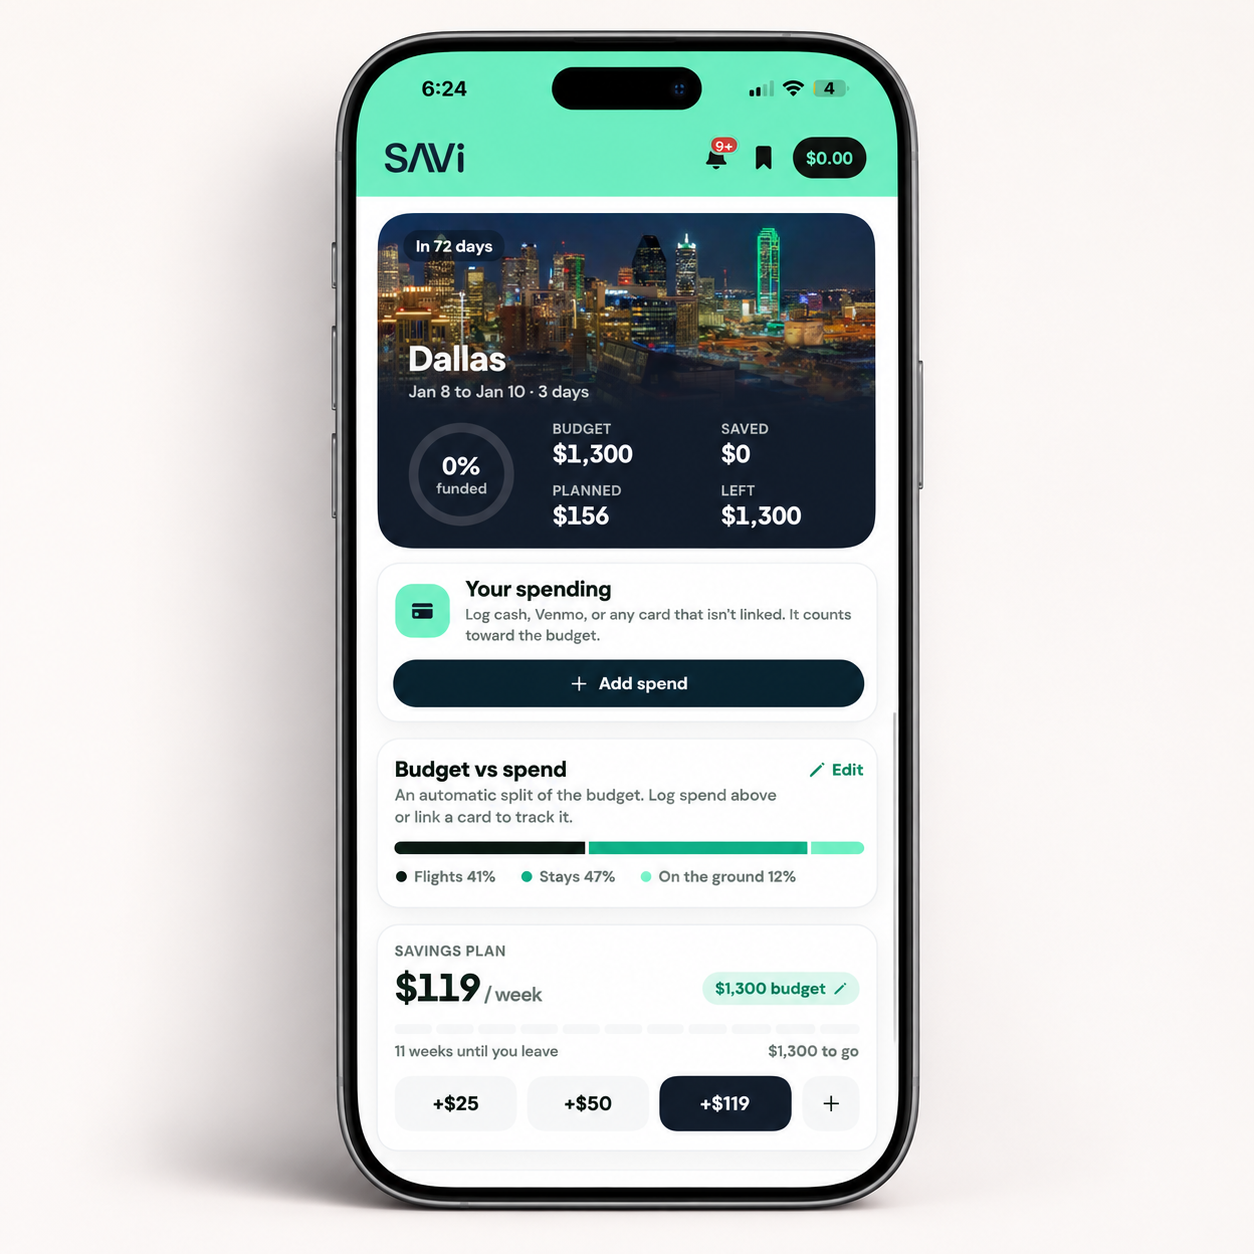 6:24
4
SAVi
9+
$0.00
In 72 days
Dallas
Jan 8 to Jan 10 · 3 days
0%
funded
BUDGET
$1,300
SAVED
$0
PLANNED
$156
LEFT
$1,300
Your spending
Log cash, Venmo, or any card that isn't linked. It counts
toward the budget.
+ Add spend
Budget vs spend
Edit
An automatic split of the budget. Log spend above
or link a card to track it.
Flights 41%
Stays 47%
On the ground 12%
SAVINGS PLAN
$119 / week
$1,300 budget
11 weeks until you leave
$1,300 to go
+$25
+$50
+$119
+